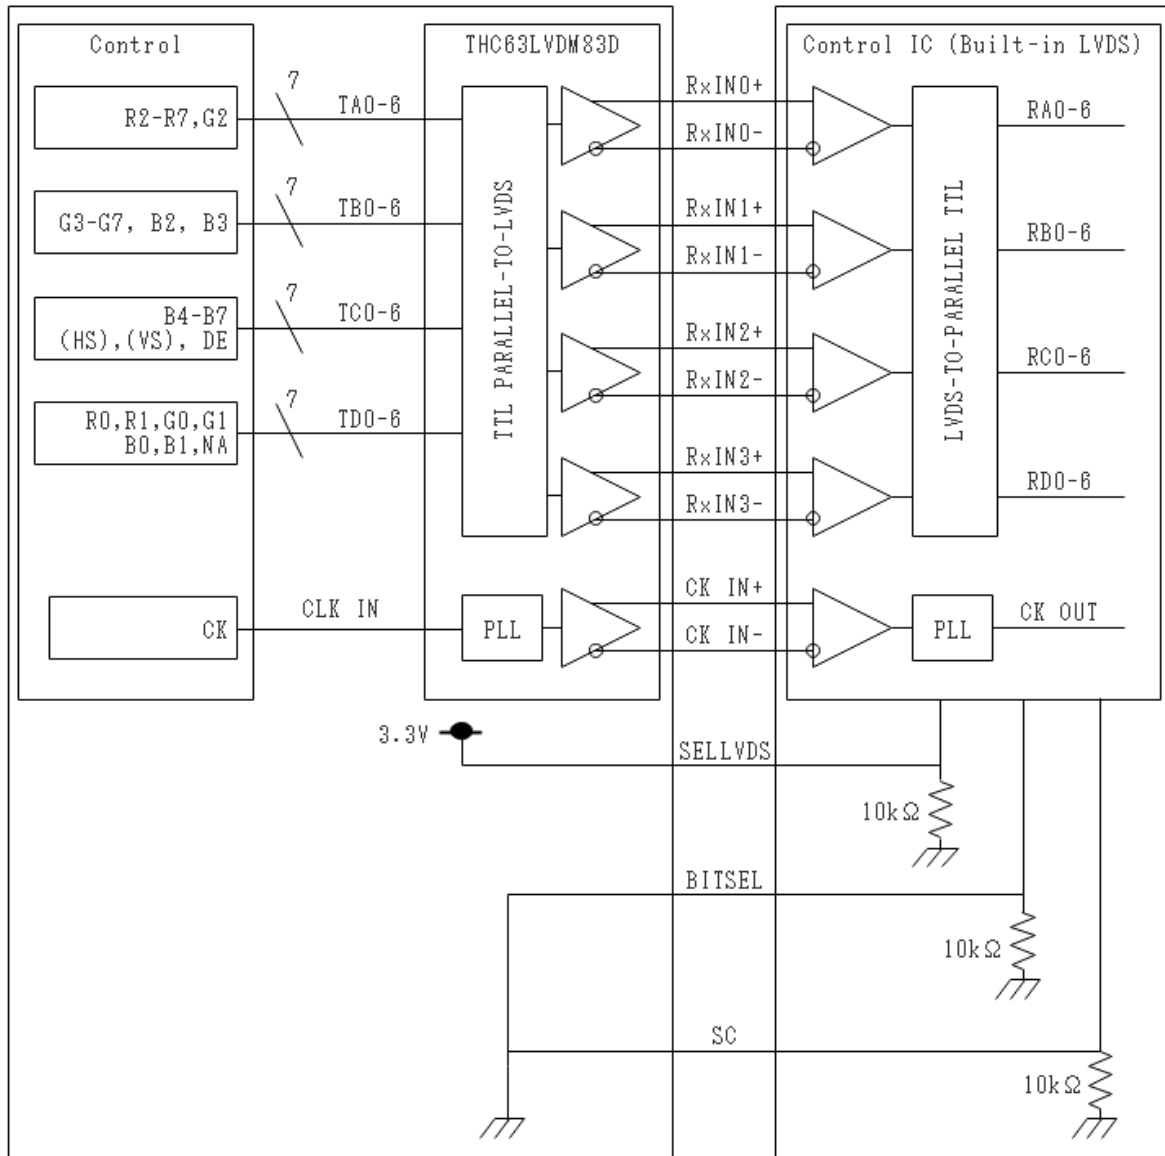 Control
THC63LVDM83D
Control IC (Built-in LVDS)
R2-R7,G2
7
TA0-6
RxIN0+
RxIN0-
RA0-6
G3-G7, B2, B3
7
TB0-6
RxIN1+
RxIN1-
RB0-6
B4-B7
(HS),(VS), DE
7
TC0-6
RxIN2+
RxIN2-
RC0-6
R0,R1,G0,G1
B0,B1,NA
7
TD0-6
RxIN3+
RxIN3-
RD0-6
TTL PARALLEL-TO-LVDS
LVDS-TO-PARALLEL TTL
CK
CLK IN
PLL
CK IN+
CK IN-
PLL
CK OUT
3.3V
SELLVDS
10kΩ
BITSEL
10kΩ
SC
10kΩ